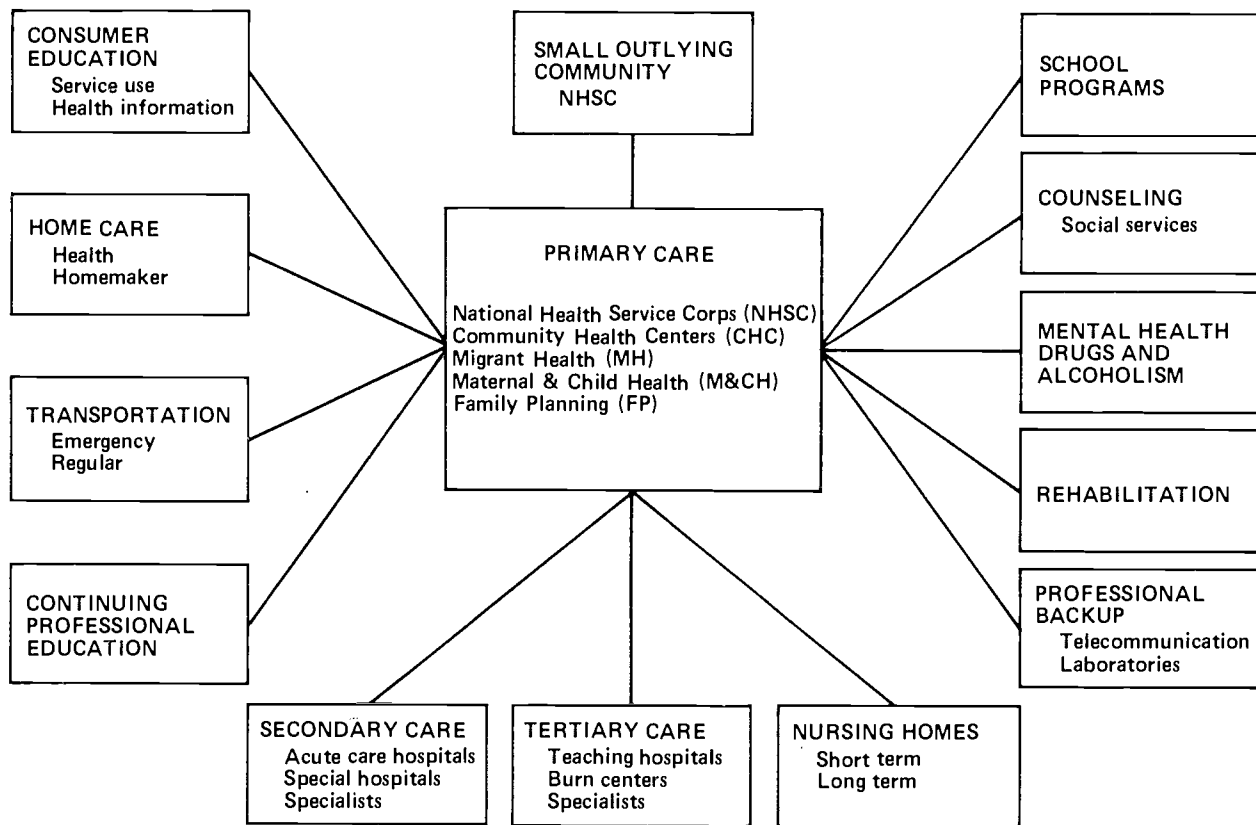 CONSUMER
EDUCATION
Service use
Health information
HOME CARE
Health
Homemaker
TRANSPORTATION
Emergency
Regular
CONTINUING
PROFESSIONAL
EDUCATION
SMALL OUTLYING
COMMUNITY
NHSC
PRIMARY CARE
National Health Service Corps (NHSC)
Community Health Centers (CHC)
Migrant Health (MH)
Maternal & Child Health (M&CH)
Family Planning (FP)
SCHOOL
PROGRAMS
COUNSELING
Social services
MENTAL HEALTH
DRUGS AND
ALCOHOLISM
REHABILITATION
PROFESSIONAL
BACKUP
Telecommunication
Laboratories
SECONDARY CARE
Acute care hospitals
Special hospitals
Specialists
TERTIARY CARE
Teaching hospitals
Burn centers
Specialists
NURSING HOMES
Short term
Long term